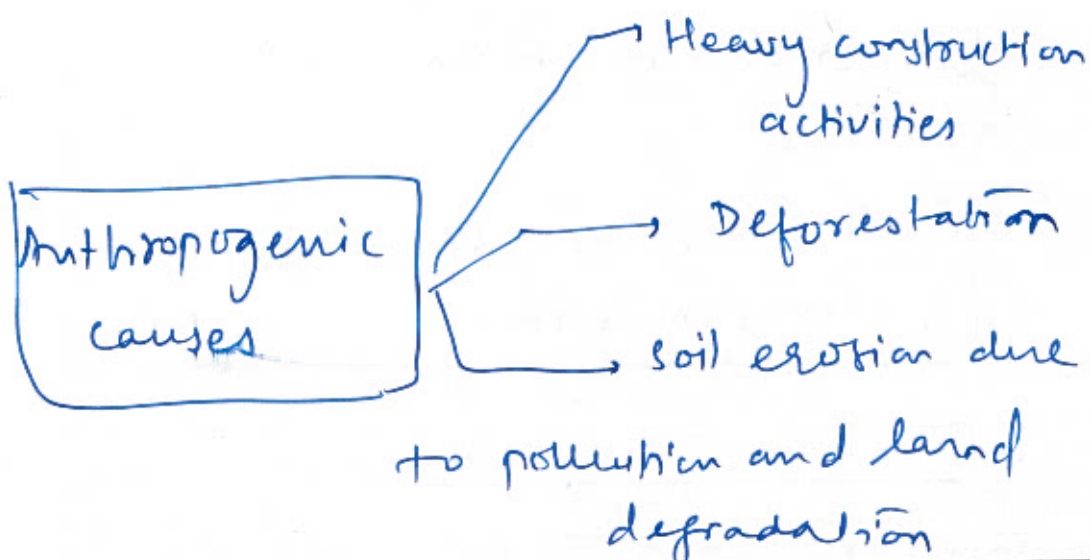 Heavy construction
activities
Anthropogenic
causes
Deforestation
soil erosion due
to pollution and land
degradation